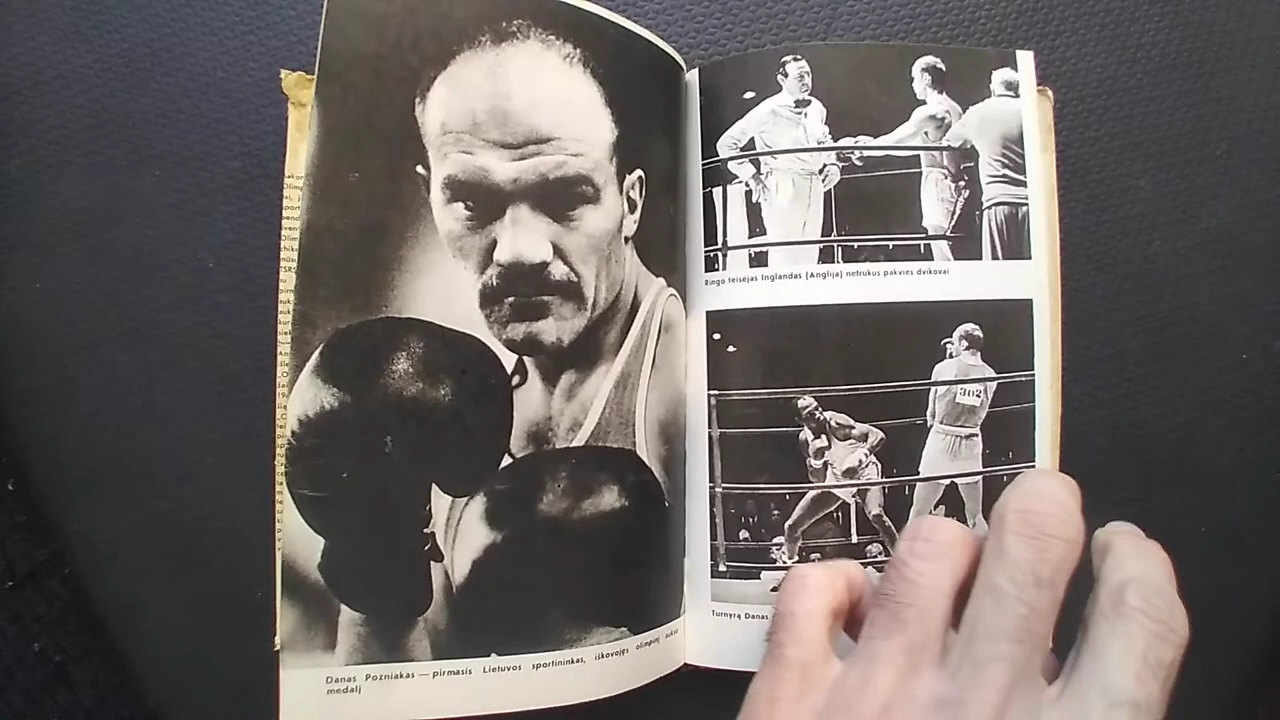 Danas Pozniakas — pirmasis Lietuvos sportininkas, iškovojęs olimpinį aukso
medalį
Ringo teisėjas Inglandas [Anglija] netrukus pakvies dvikovai
302
Turnyrą Danas